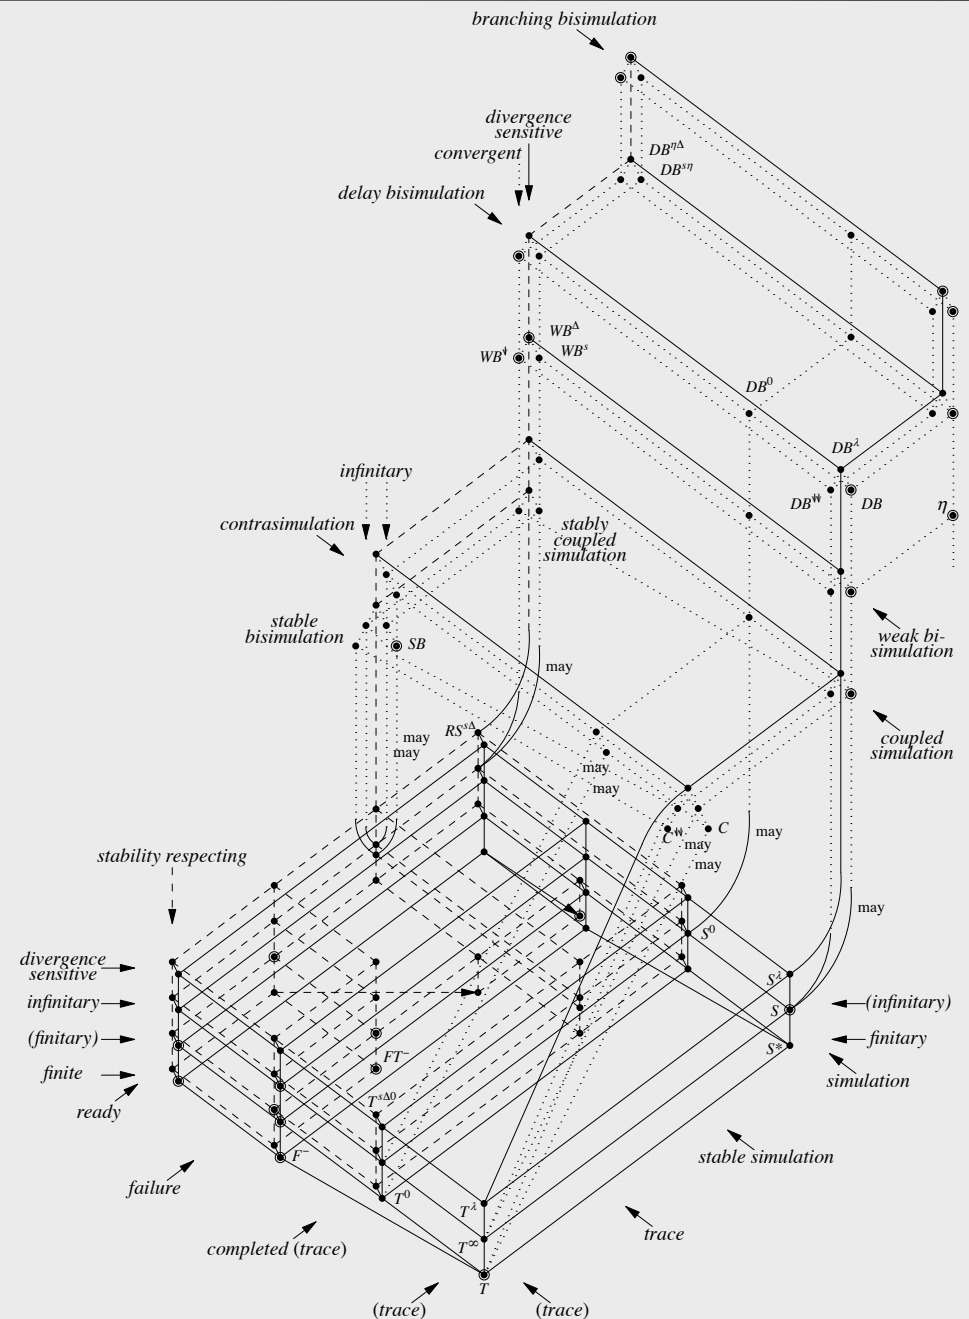 branching bisimulation
divergence
sensitive
convergent
DB^{ηΔ}
DB^{sη}
delay bisimulation
WB^Δ
WB^s
WB
DB^0
DB^λ
infinitary
DB
DB
η
contrasimulation
stably
coupled
simulation
stable
bisimulation
SB
weak bi-
simulation
may
RS^{sΔ}
may
may
coupled
simulation
may
may
C
C
may
may
may
stability respecting
may
S^0
divergence
sensitive
S^λ
infinitary
S
(infinitary)
(finitary)
S*
finitary
finite
FT^-
simulation
ready
T^{sΔ0}
F^-
stable simulation
failure
T^0
T^λ
trace
completed (trace)
T^∞
T
(trace)
(trace)